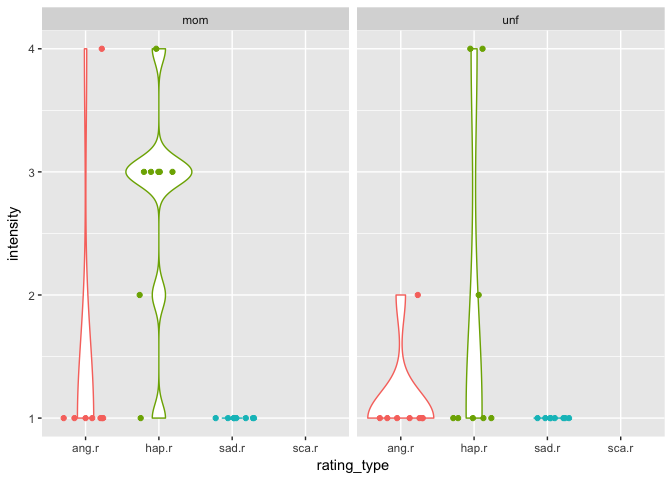 mom unf
intensity
4
3
2
1
ang.r hap.r sad.r sca.r ang.r hap.r sad.r sca.r
rating_type